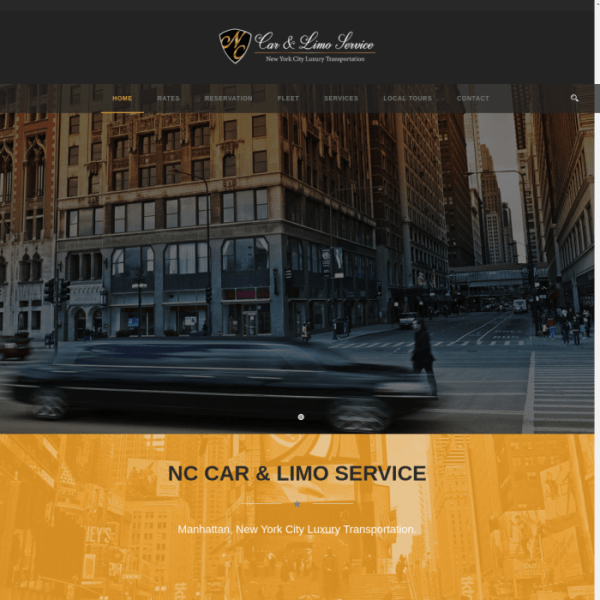 NC
Car & Limo Service
New York City Luxury Transportation
HOME RATES RESERVATION FLEET SERVICES LOCAL TOURS CONTACT
NC CAR & LIMO SERVICE
Manhattan, New York City Luxury Transportation.